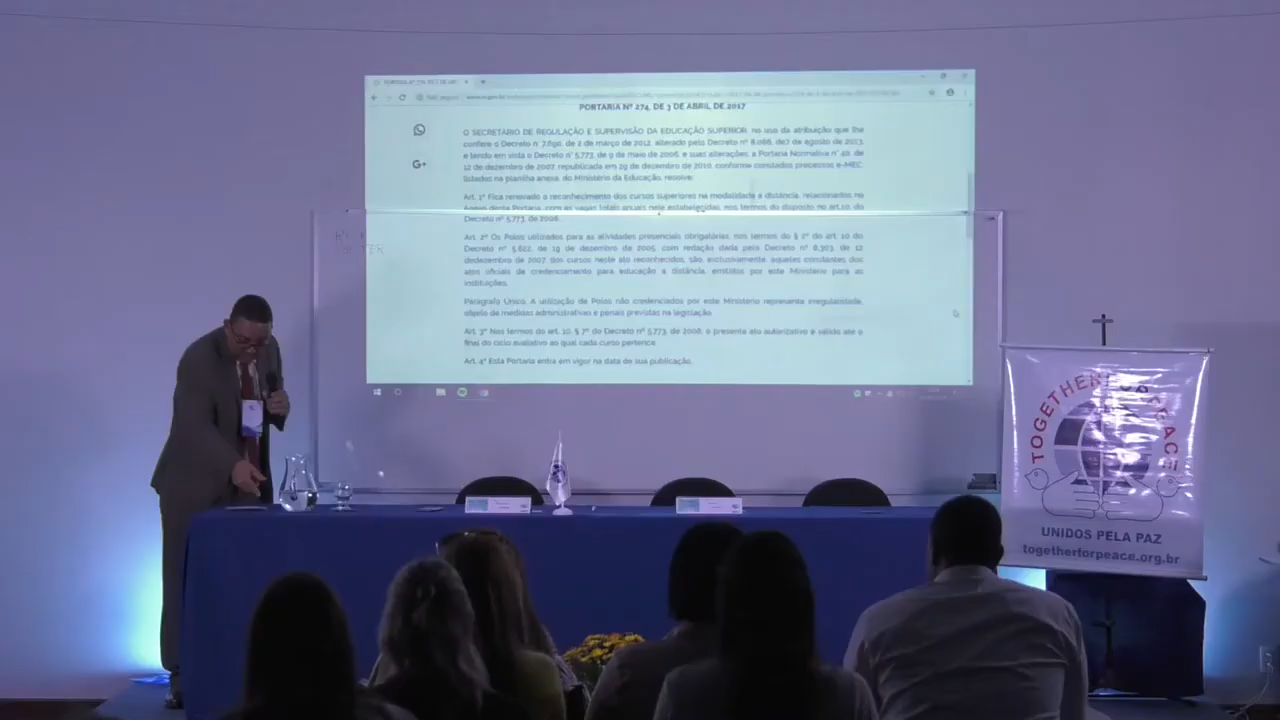 PORTARIA Nº 274, DE 3 DE ABRIL DE 2017
O SECRETÁRIO DE REGULAÇÃO E SUPERVISÃO DA EDUCAÇÃO SUPERIOR, no uso da atribuição que lhe
confere o Decreto nº 7.690, de 2 de março de 2012, alterado pelo Decreto nº 8.066, de7 de agosto de 2013,
e tendo em vista o Decreto nº 5.773, de 9 de maio de 2006, e suas alterações, a Portaria Normativa nº 40, de
12 de dezembro de 2007, republicada em 29 de dezembro de 2010, conforme consta dos processos e-MEC,
listados na planilha anexa, do Ministério da Educação, resolve:
Art. 1º Fica renovado o reconhecimento dos cursos superiores na modalidade a distância, relacionados no
Anexo desta Portaria, com as vagas totais anuais nele estabelecidas, nos termos do disposto no art.10, do
Decreto nº 5.773, de 2006.
Art. 2º Os Polos utilizados para as atividades presenciais obrigatórias, nos termos do § 2º do art. 10 do
Decreto nº 5.622, de 19 de dezembro de 2005, com redação dada pelo Decreto nº 6.303, de 12
dedezembro de 2007, dos cursos neste ato reconhecidos, são, exclusivamente, aqueles constantes dos
atos oficiais de credenciamento para educação a distância, emitidos por este Ministério para as
instituições.
Parágrafo Único. A utilização de Polos não credenciados por este Ministério representa irregularidade,
objeto de medidas administrativas e penais previstas na legislação.
Art. 3º Nos termos do art. 10, § 7º do Decreto nº 5.773, de 2006, o presente ato autorizativo é válido até o
final do ciclo avaliativo ao qual cada curso pertence.
Art. 4º Esta Portaria entra em vigor na data de sua publicação.
G+
TOGETHER FOR PEACE
UNIDOS PELA PAZ
togetherforpeace.org.br